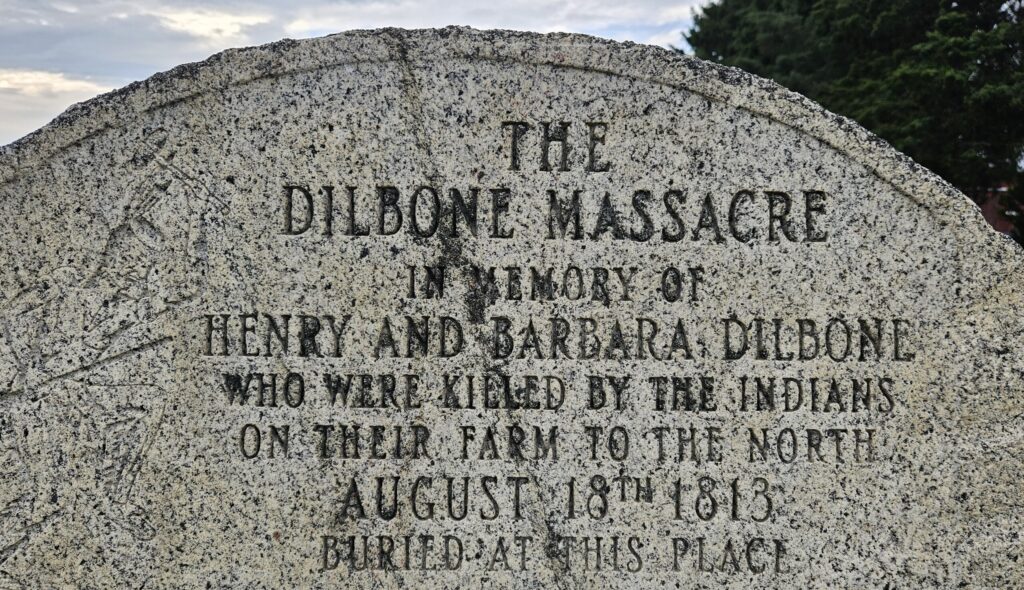 THE
DILBONE MASSACRE
IN MEMORY OF
HENRY AND BARBARA DILBONE
WHO WERE KILLED BY THE INDIANS
ON THEIR FARM TO THE NORTH
AUGUST 18TH 1813
BURIED AT THIS PLACE